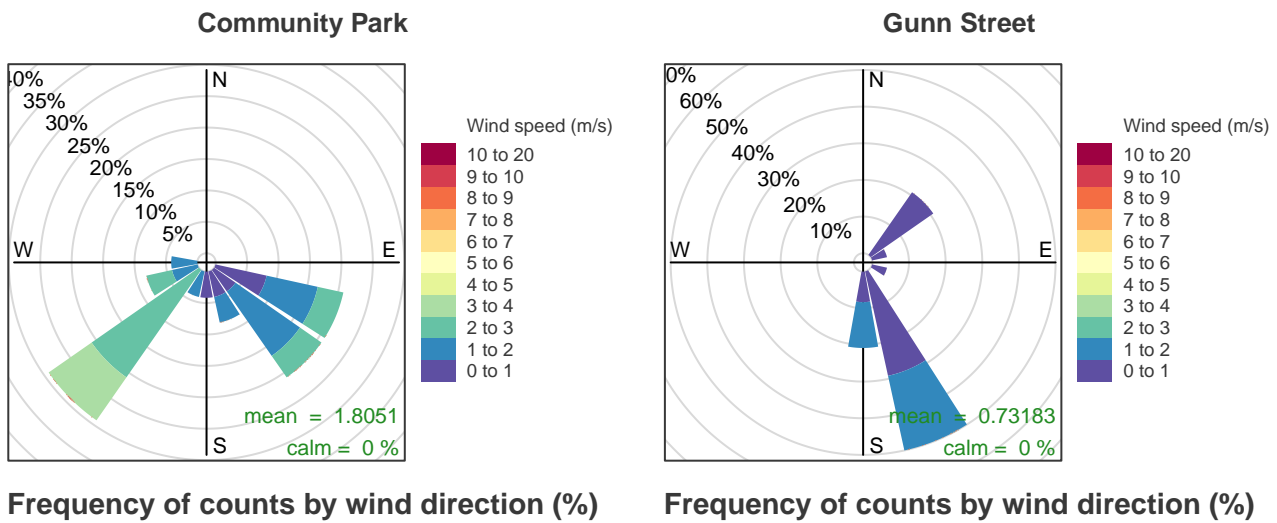 Community Park
N
W
E
S
40%
35%
30%
25%
20%
15%
10%
5%
mean = 1.8051
calm = 0 %
Wind speed (m/s)
10 to 20
9 to 10
8 to 9
7 to 8
6 to 7
5 to 6
4 to 5
3 to 4
2 to 3
1 to 2
0 to 1
Frequency of counts by wind direction (%)
Gunn Street
N
W
E
S
0%
60%
50%
40%
30%
20%
10%
mean = 0.73183
calm = 0 %
Wind speed (m/s)
10 to 20
9 to 10
8 to 9
7 to 8
6 to 7
5 to 6
4 to 5
3 to 4
2 to 3
1 to 2
0 to 1
Frequency of counts by wind direction (%)